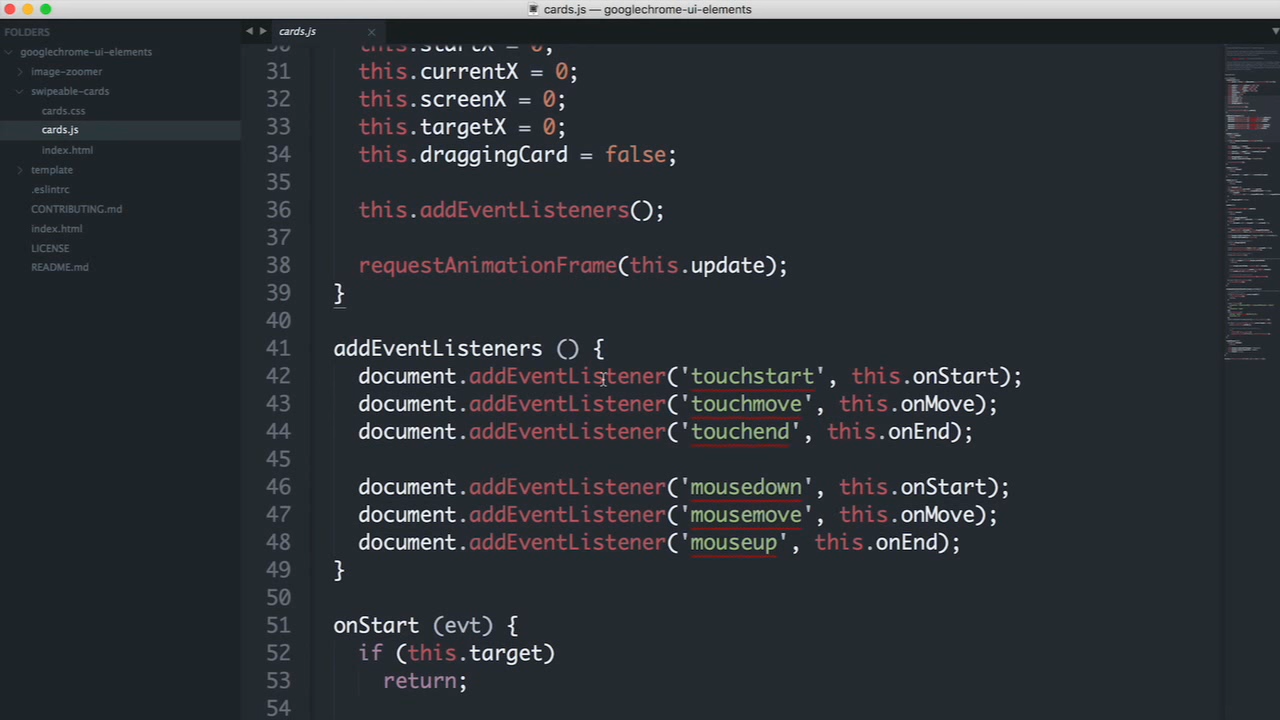 cards.js — googlechrome-ui-elements
FOLDERS
googlechrome-ui-elements
image-zoomer
swipeable-cards
cards.css
cards.js
index.html
template
.eslintrc
CONTRIBUTING.md
index.html
LICENSE
README.md
cards.js
30 this.startX = 0;
31 this.currentX = 0;
32 this.screenX = 0;
33 this.targetX = 0;
34 this.draggingCard = false;
35
36 this.addEventListeners();
37
38 requestAnimationFrame(this.update);
39 }
40
41 addEventListeners () {
42 document.addEventListener('touchstart', this.onStart);
43 document.addEventListener('touchmove', this.onMove);
44 document.addEventListener('touchend', this.onEnd);
45
46 document.addEventListener('mousedown', this.onStart);
47 document.addEventListener('mousemove', this.onMove);
48 document.addEventListener('mouseup', this.onEnd);
49 }
50
51 onStart (evt) {
52 if (this.target)
53 return;
54